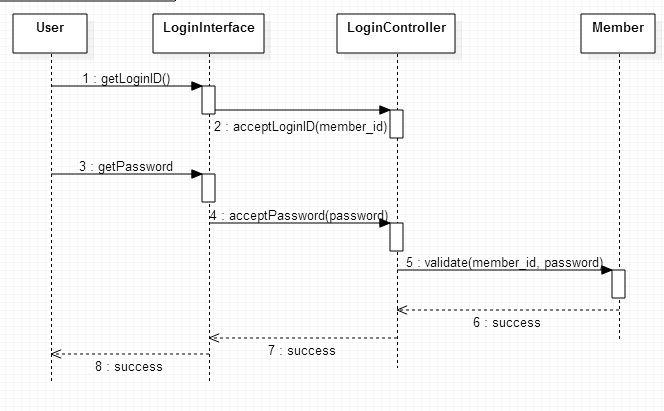 User
LoginInterface
LoginController
Member
1 : getLoginID()
2 : acceptLoginID(member_id)
3 : getPassword
4 : acceptPassword(password)
5 : validate(member_id, password)
6 : success
7 : success
8 : success